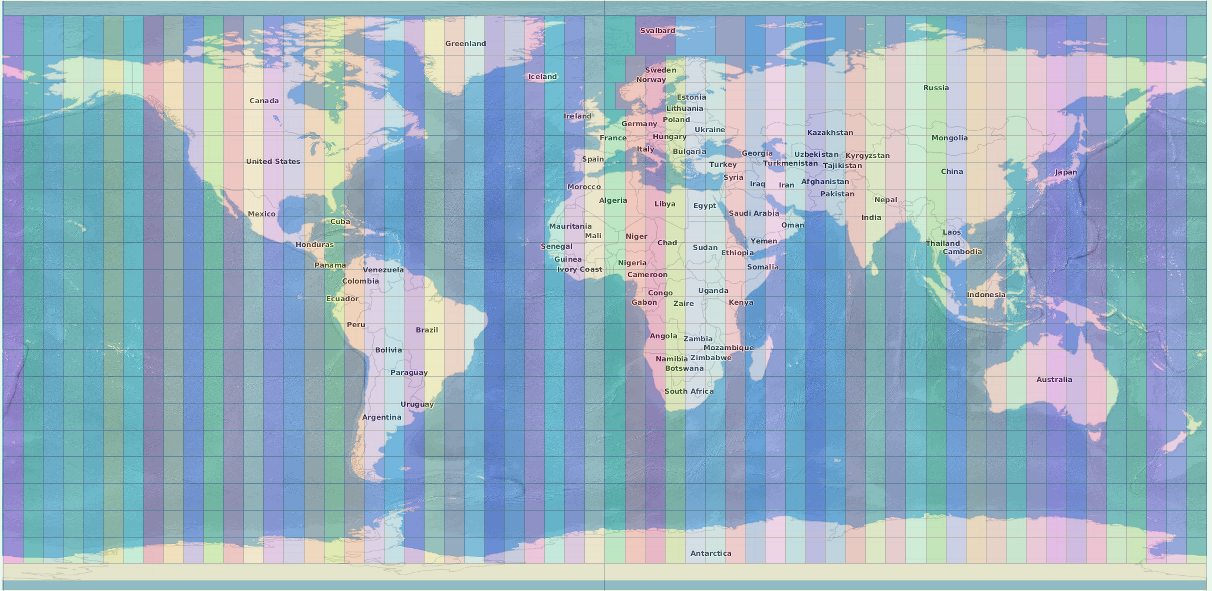 Svalbard
Greenland
Sweden
Iceland
Norway
Russia
Estonia
Canada
Lithuania
Ireland
Poland
Germany
Ukraine
Kazakhstan
France
Hungary
Mongolia
Italy
Bulgaria
Georgia
Uzbekistan
Kyrgyzstan
Spain
United States
Turkey
Turkmenistan
Tajikistan
China
Japan
Syria
Afghanistan
Morocco
Iraq
Iran
Pakistan
Algeria
Nepal
Libya
Egypt
Mexico
Saudi Arabia
India
Cuba
Oman
Mauritania
Laos
Mali
Niger
Chad
Yemen
Thailand
Honduras
Senegal
Sudan
Ethiopia
Cambodia
Guinea
Nigeria
Panama
Venezuela
Ivory Coast
Somalia
Cameroon
Colombia
Congo
Uganda
Indonesia
Ecuador
Gabon
Zaire
Kenya
Peru
Brazil
Angola
Zambia
Bolivia
Mozambique
Namibia
Zimbabwe
Botswana
Paraguay
Australia
South Africa
Uruguay
Argentina
Antarctica